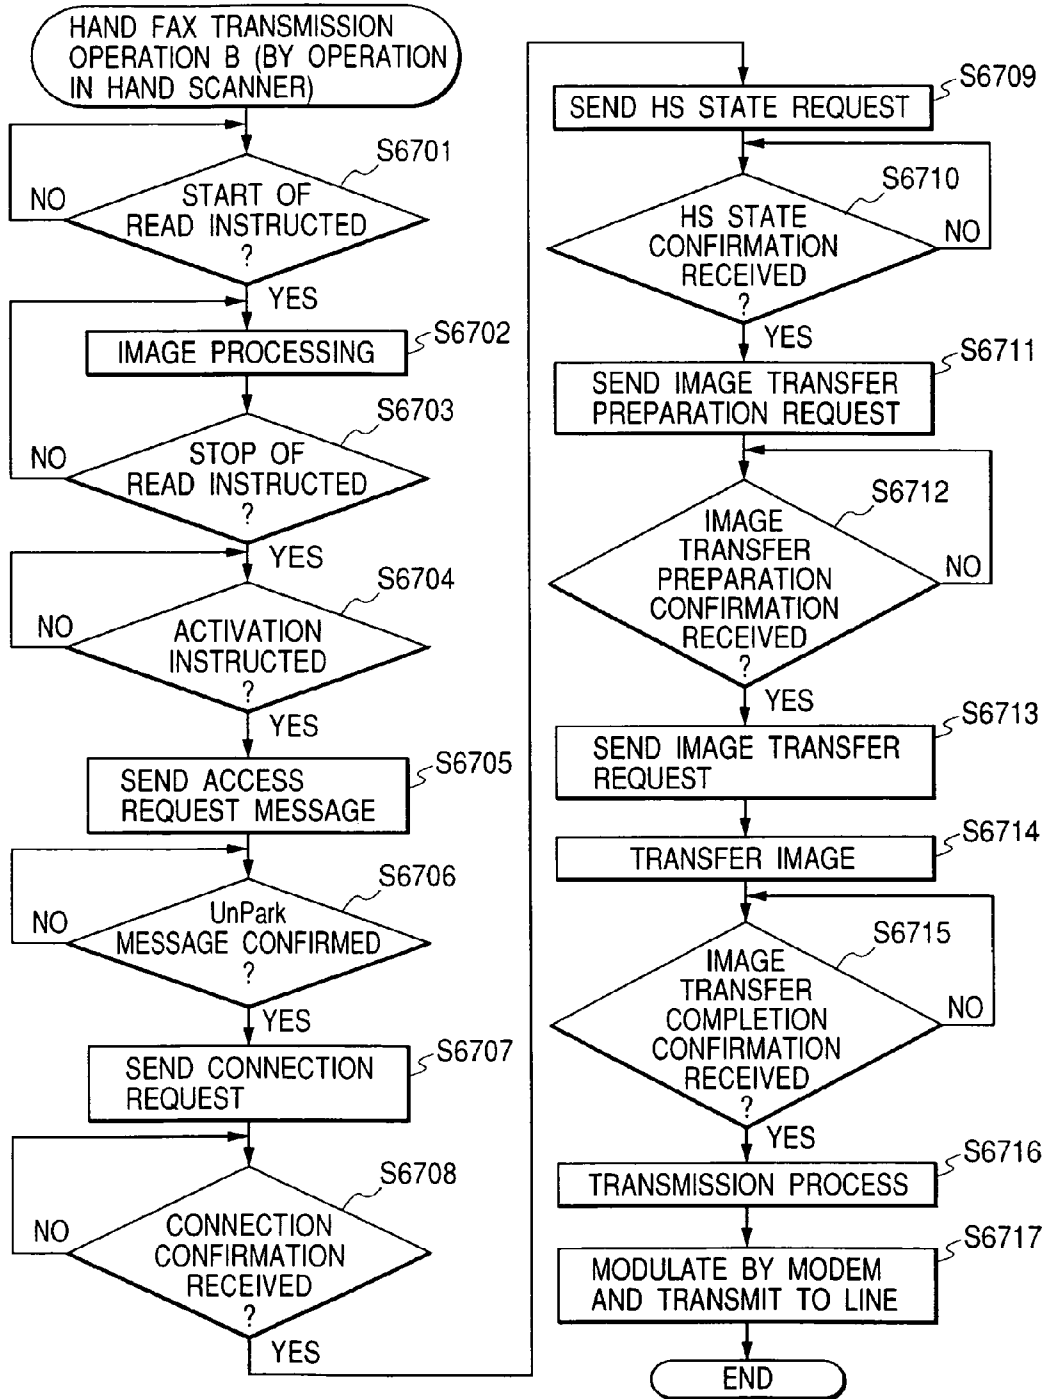 HAND FAX TRANSMISSION
OPERATION B (BY OPERATION
IN HAND SCANNER)
S6701
START OF
READ INSTRUCTED
?
NO
YES
S6702
IMAGE PROCESSING
S6703
STOP OF
READ INSTRUCTED
?
NO
YES
S6704
ACTIVATION
INSTRUCTED
?
NO
YES
S6705
SEND ACCESS
REQUEST MESSAGE
S6706
UnPark
MESSAGE CONFIRMED
?
NO
YES
S6707
SEND CONNECTION
REQUEST
S6708
CONNECTION
CONFIRMATION
RECEIVED
?
NO
YES
S6709
SEND HS STATE REQUEST
S6710
HS STATE
CONFIRMATION
RECEIVED
?
NO
YES
S6711
SEND IMAGE TRANSFER
PREPARATION REQUEST
S6712
IMAGE
TRANSFER
PREPARATION
CONFIRMATION
RECEIVED
?
NO
YES
S6713
SEND IMAGE TRANSFER
REQUEST
S6714
TRANSFER IMAGE
S6715
IMAGE
TRANSFER
COMPLETION
CONFIRMATION
RECEIVED
?
NO
YES
S6716
TRANSMISSION PROCESS
S6717
MODULATE BY MODEM
AND TRANSMIT TO LINE
END